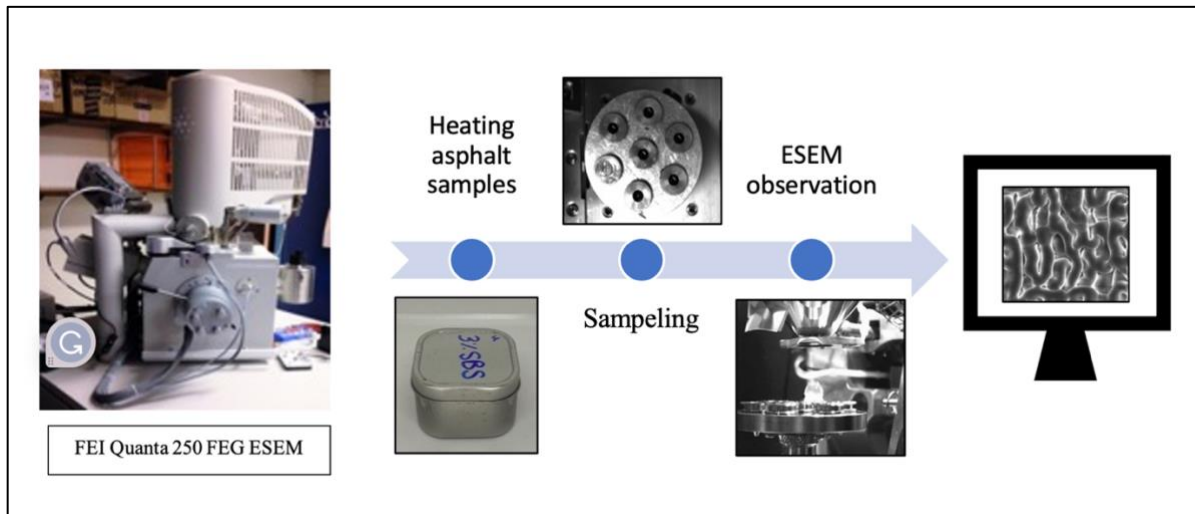 Heating
asphalt
samples
ESEM
observation
Sampeling
3%SBS
FEI Quanta 250 FEG ESEM